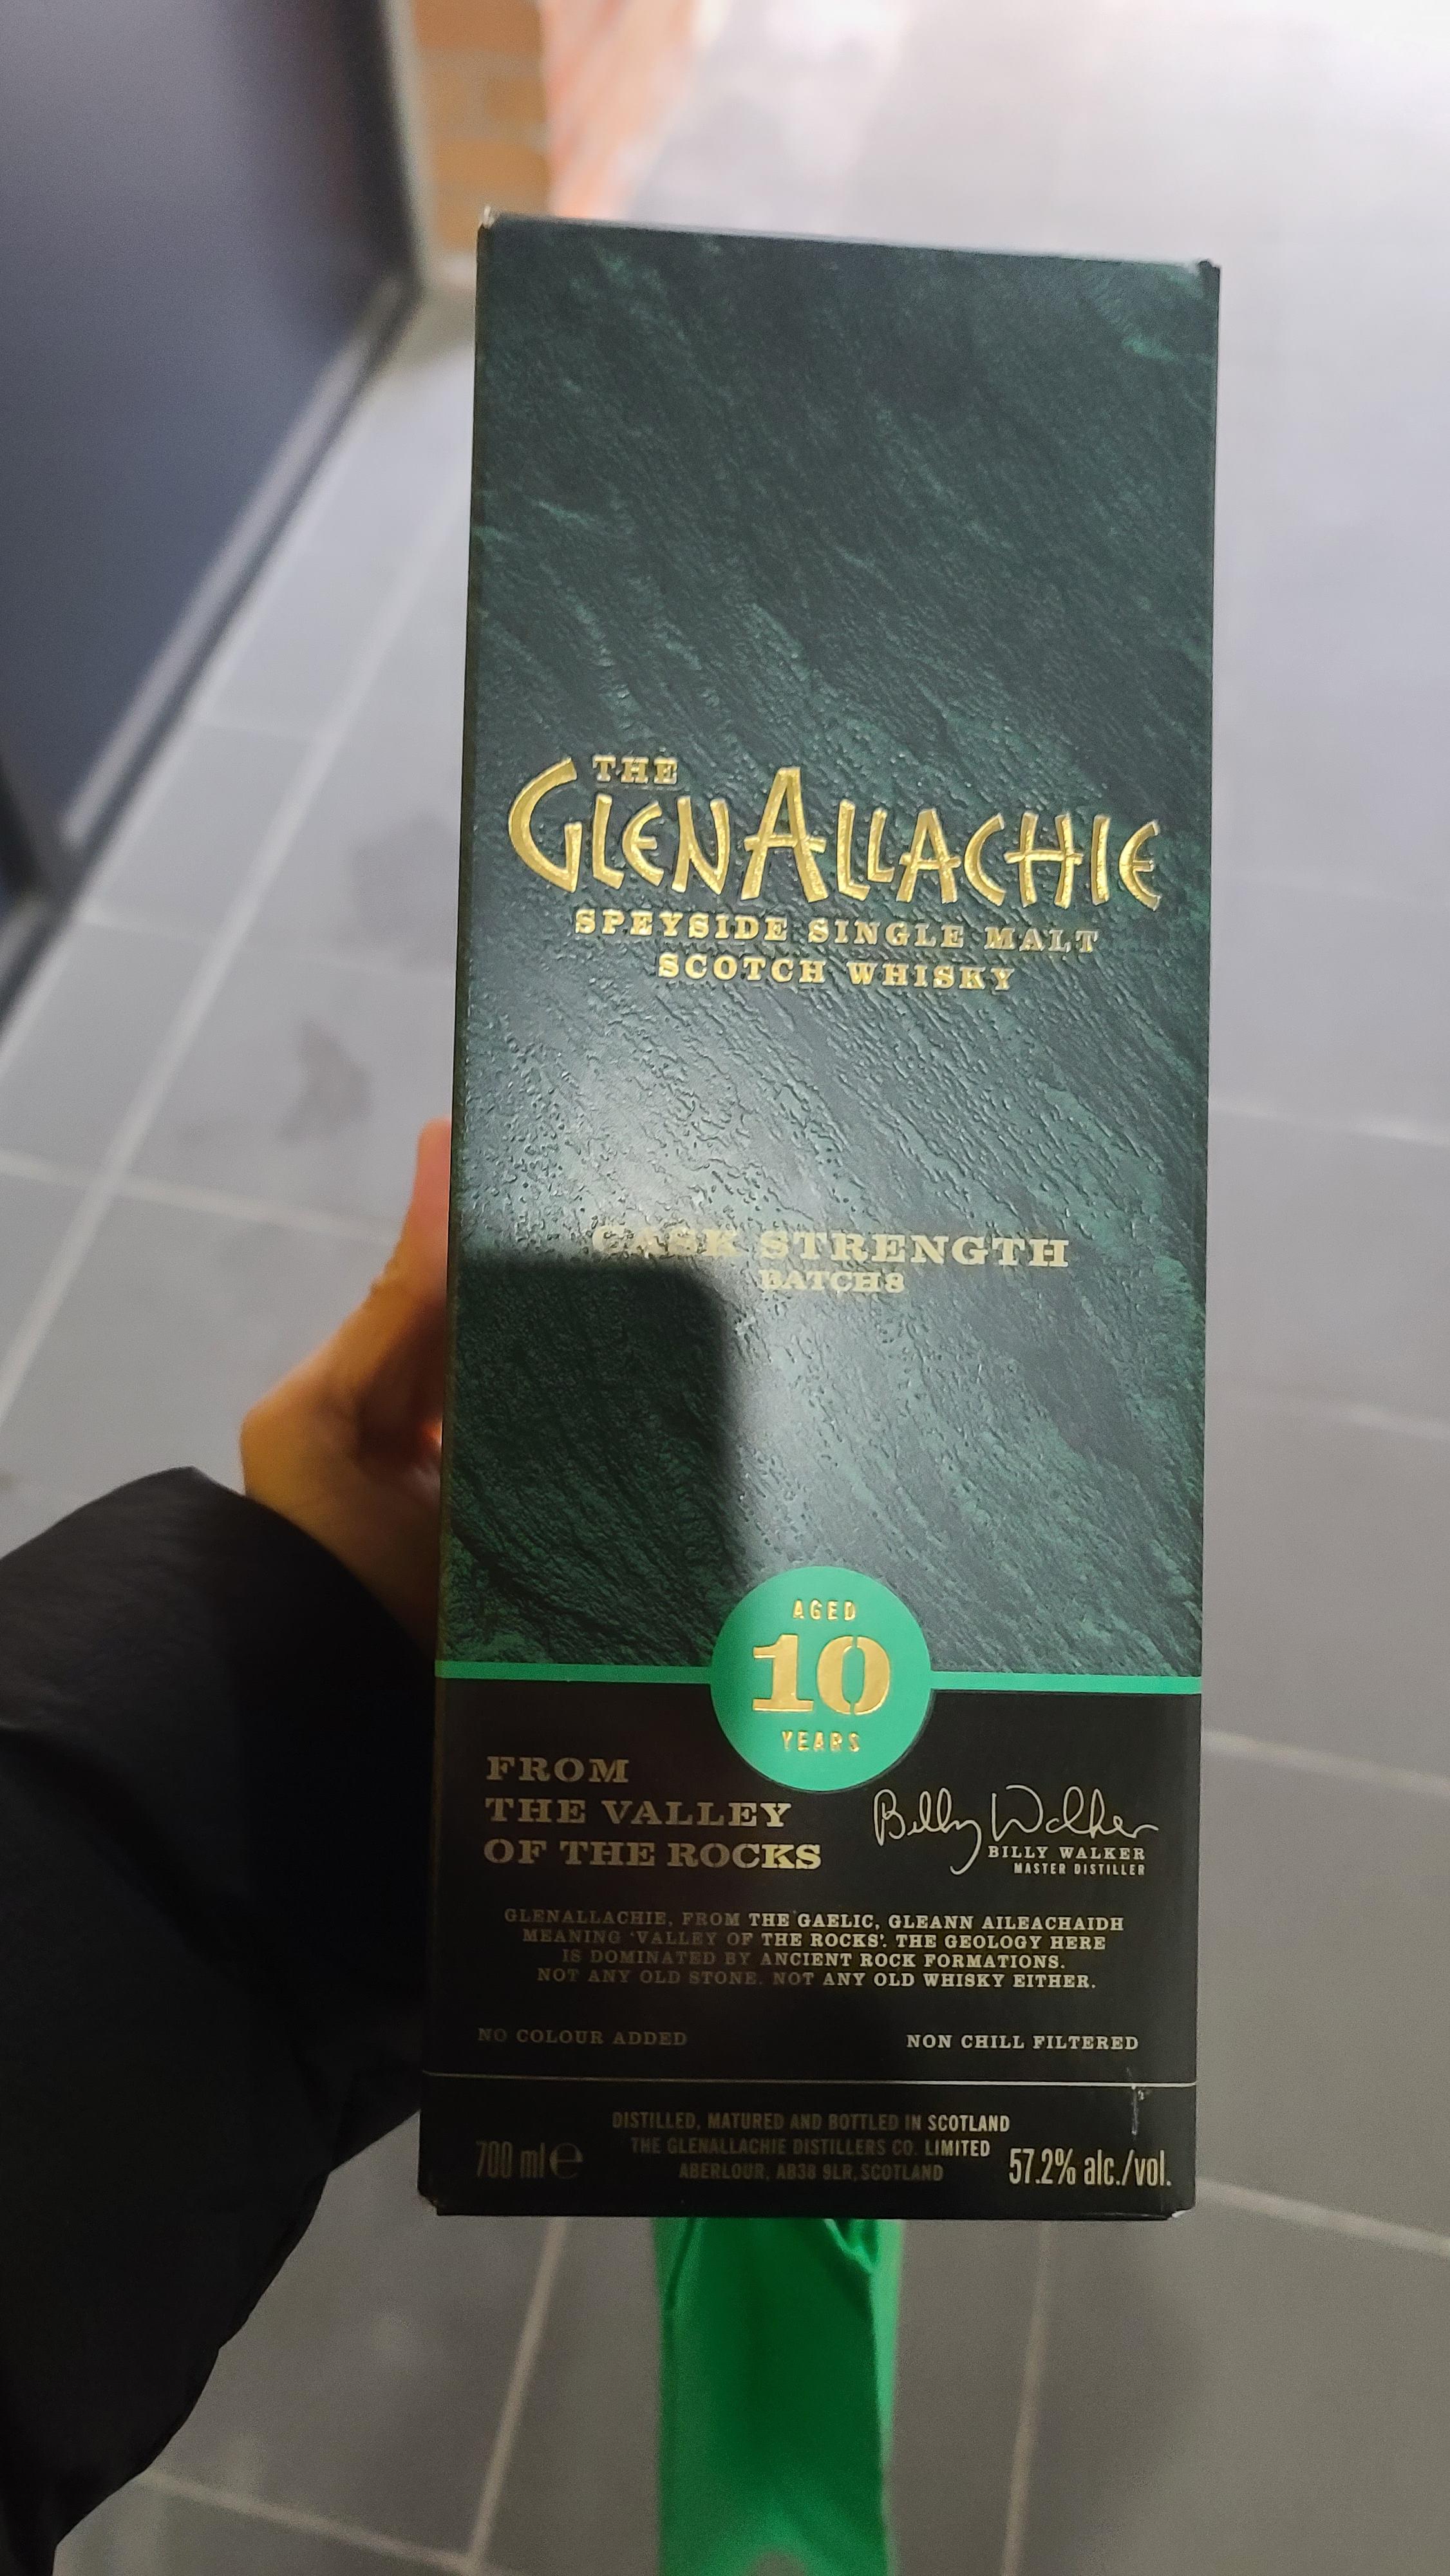 THE
GLENALLACHIE
SPEYSIDE SINGLE MALT
SCOTCH WHISKY
CASK STRENGTH
BATCH 8
AGED
10
YEARS
FROM
THE VALLEY
OF THE ROCKS
Billy Walker
BILLY WALKER
MASTER DISTILLER
GLENALLACHIE, FROM THE GAELIC, GLEANN AILEACHAIDH
MEANING 'VALLEY OF THE ROCKS'. THE GEOLOGY HERE
IS DOMINATED BY ANCIENT ROCK FORMATIONS.
NOT ANY OLD STONE. NOT ANY OLD WHISKY EITHER.
NO COLOUR ADDED
NON CHILL FILTERED
DISTILLED, MATURED AND BOTTLED IN SCOTLAND
THE GLENALLACHIE DISTILLERS CO. LIMITED
ABERLOUR, AB38 9LR, SCOTLAND
700 ml e
57.2% alc./vol.